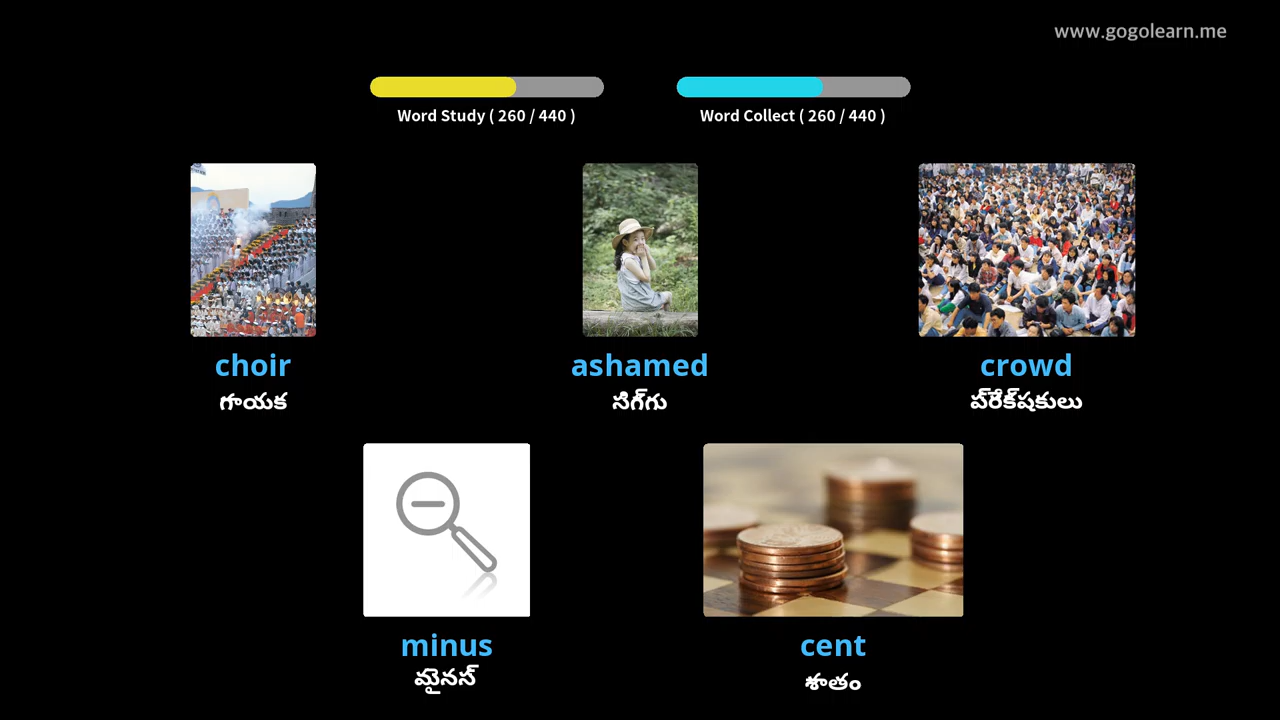 www.gogolearn.me
Word Study ( 260 / 440 )
Word Collect ( 260 / 440 )
choir
గాయక
ashamed
సిగ్‌గు
crowd
ప్‌రేక్‌షకులు
minus
మైనస్
cent
శాతం